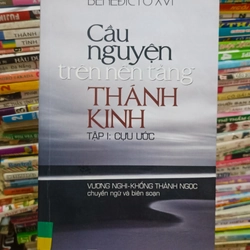 BÊNÊĐICTÔ XVI
Cầu
nguyện
trên nền tảng
THÁNH
KINH
TẬP I: CỰU ƯỚC
VƯƠNG NGHI-KHỔNG THÀNH NGỌC
chuyển ngữ và biên soạn